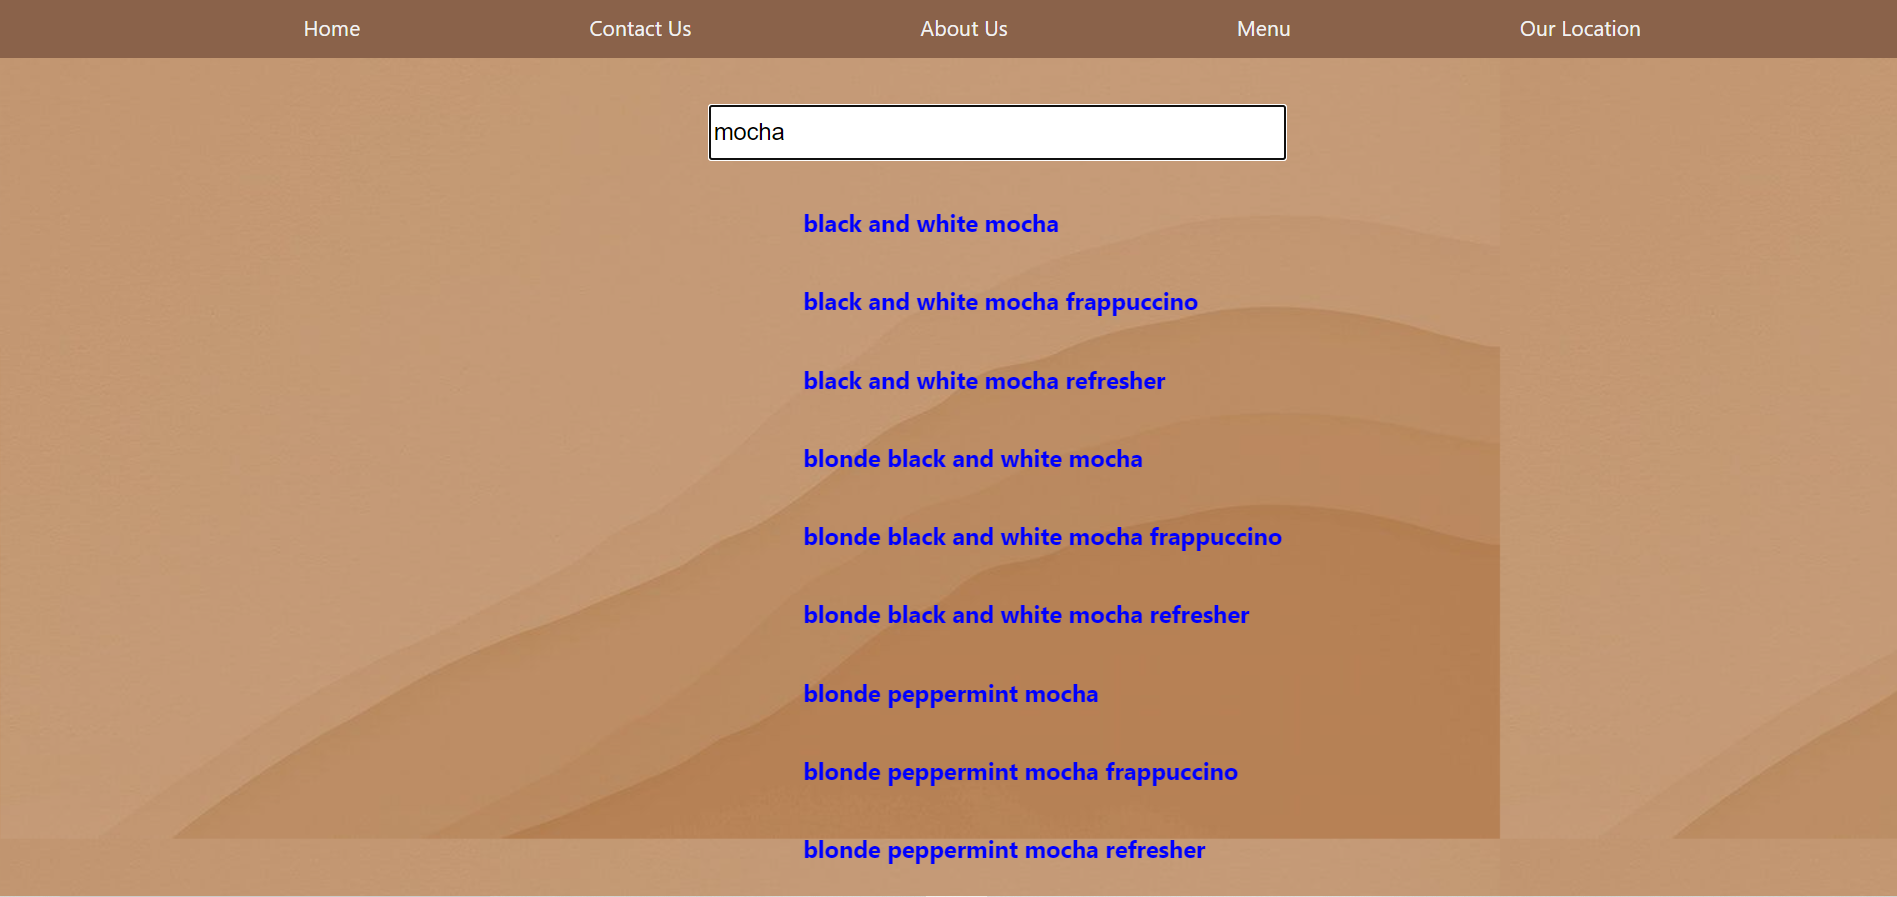 Home Contact Us About Us Menu Our Location
mocha
black and white mocha
black and white mocha frappuccino
black and white mocha refresher
blonde black and white mocha
blonde black and white mocha frappuccino
blonde black and white mocha refresher
blonde peppermint mocha
blonde peppermint mocha frappuccino
blonde peppermint mocha refresher